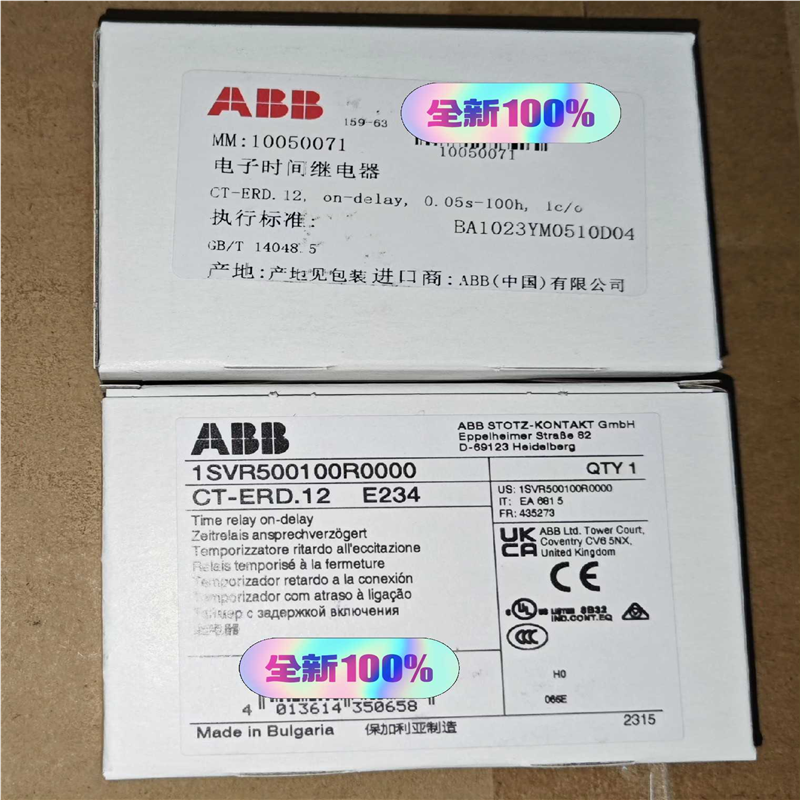 ABB
159-63
全新100%
MM:10050071
10050071
电子时间继电器
CT-ERD.12, on-delay, 0.05s-100h, 1c/o
执行标准:
BA1023YM0510D04
GB/T 14048.5
产地:产地见包装 进口商:ABB(中国)有限公司
ABB
ABB STOTZ-KONTAKT GmbH
Eppelheimer Straße 82
D-69123 Heidelberg
1SVR500100R0000
QTY 1
CT-ERD.12 E234
US: 1SVR500100R0000
IT: EA 681 5
FR: 435273
Time relay on-delay
Zeitrelais ansprechverzögert
Temporizzatore ritardo all'eccitazione
Relais temporisé à la fermeture
Temporizador retardo a la conexión
Temporizador com atraso à ligação
с задержкой включения
电器
UK
CA
ABB Ltd. Tower Court,
Coventry CV6 5NX,
United Kingdom
CE
c UL us LISTED 8B32
IND.CONT.EQ
CCC
全新100%
H0
066E
4 013614 350658
2315
Made in Bulgaria 保加利亚制造